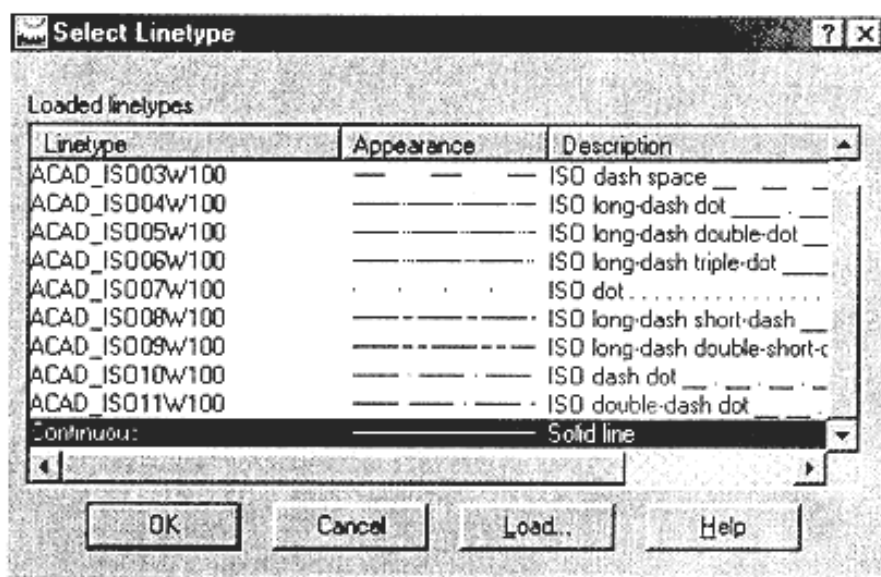 Select Linetype
Loaded linetypes
Linetype Appearance Description
ACAD_ISO03W100 ISO dash space __ __ __
ACAD_ISO04W100 ISO long-dash dot ____ . __
ACAD_ISO05W100 ISO long-dash double-dot __
ACAD_ISO06W100 ISO long-dash triple-dot ____
ACAD_ISO07W100 ISO dot . . . . . . . . . . . . . .
ACAD_ISO08W100 ISO long-dash short-dash __
ACAD_ISO09W100 ISO long-dash double-short-d
ACAD_ISO10W100 ISO dash dot __ . __ . __ .
ACAD_ISO11W100 ISO double-dash dot __ __ .
Continuous Solid line
OK Cancel Load... Help